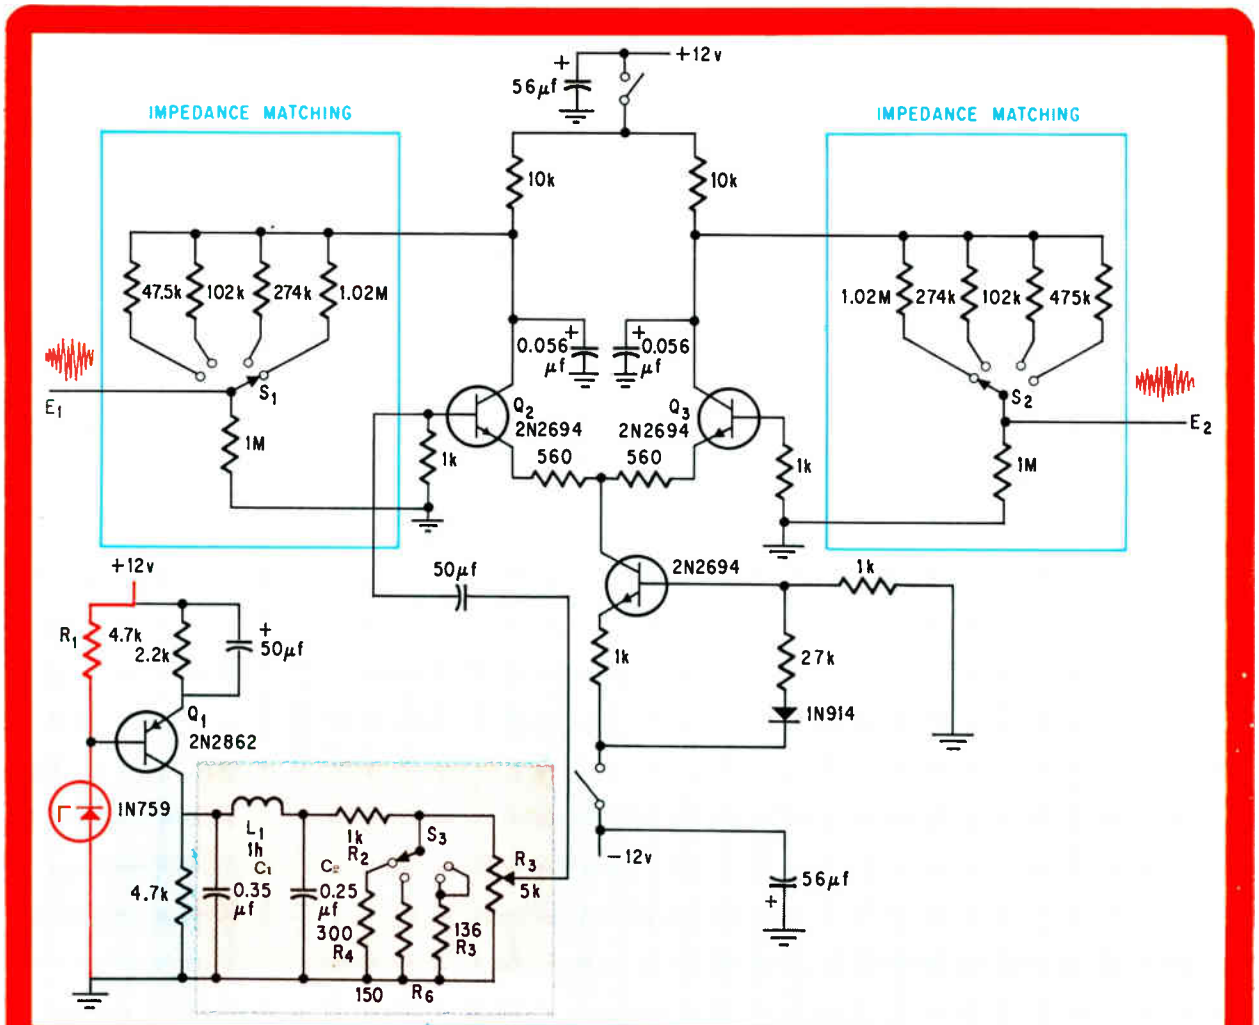 +12v
+
56µf
IMPEDANCE MATCHING
IMPEDANCE MATCHING
10k
10k
47.5k
102k
274k
1.02M
1.02M
274k
102k
475k
+
0.056
µf
+
0.056
µf
E1
S1
S2
E2
Q2
2N2694
Q3
2N2694
1M
1k
560
560
1k
1M
+12v
50µf
2N2694
1k
R1
4.7k
2.2k
+
50µf
1k
27k
Q1
2N2862
1N914
1N759
L1
1h
C1
0.35
µf
C2
0.25
µf
1k
R2
S3
R3
5k
-12v
4.7k
300
R4
136
R3
56µf
+
150
R6